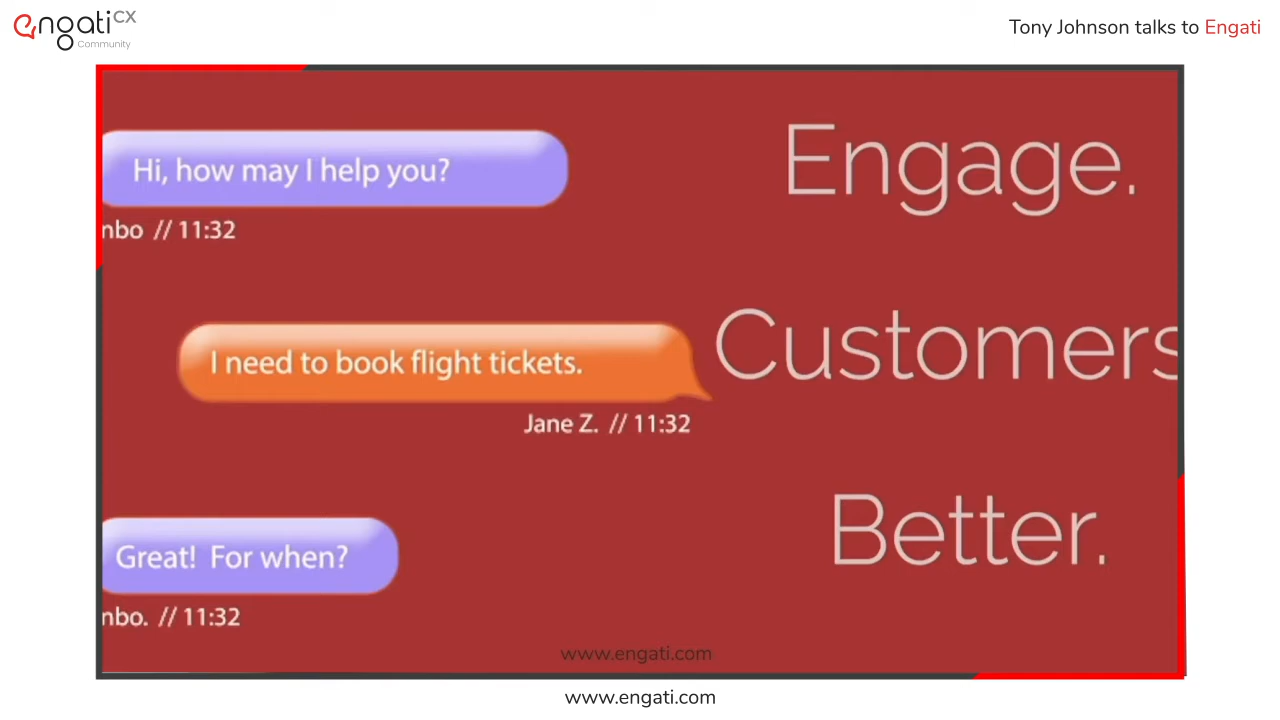 engati CX
Community
Tony Johnson talks to Engati
Hi, how may I help you?
nbo // 11:32
Engage.
I need to book flight tickets.
Jane Z. // 11:32
Customers
Great! For when?
nbo. // 11:32
Better.
www.engati.com
www.engati.com